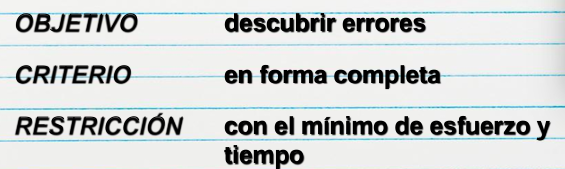 OBJETIVO descubrir errores
CRITERIO en forma completa
RESTRICCIÓN con el mínimo de esfuerzo y
tiempo